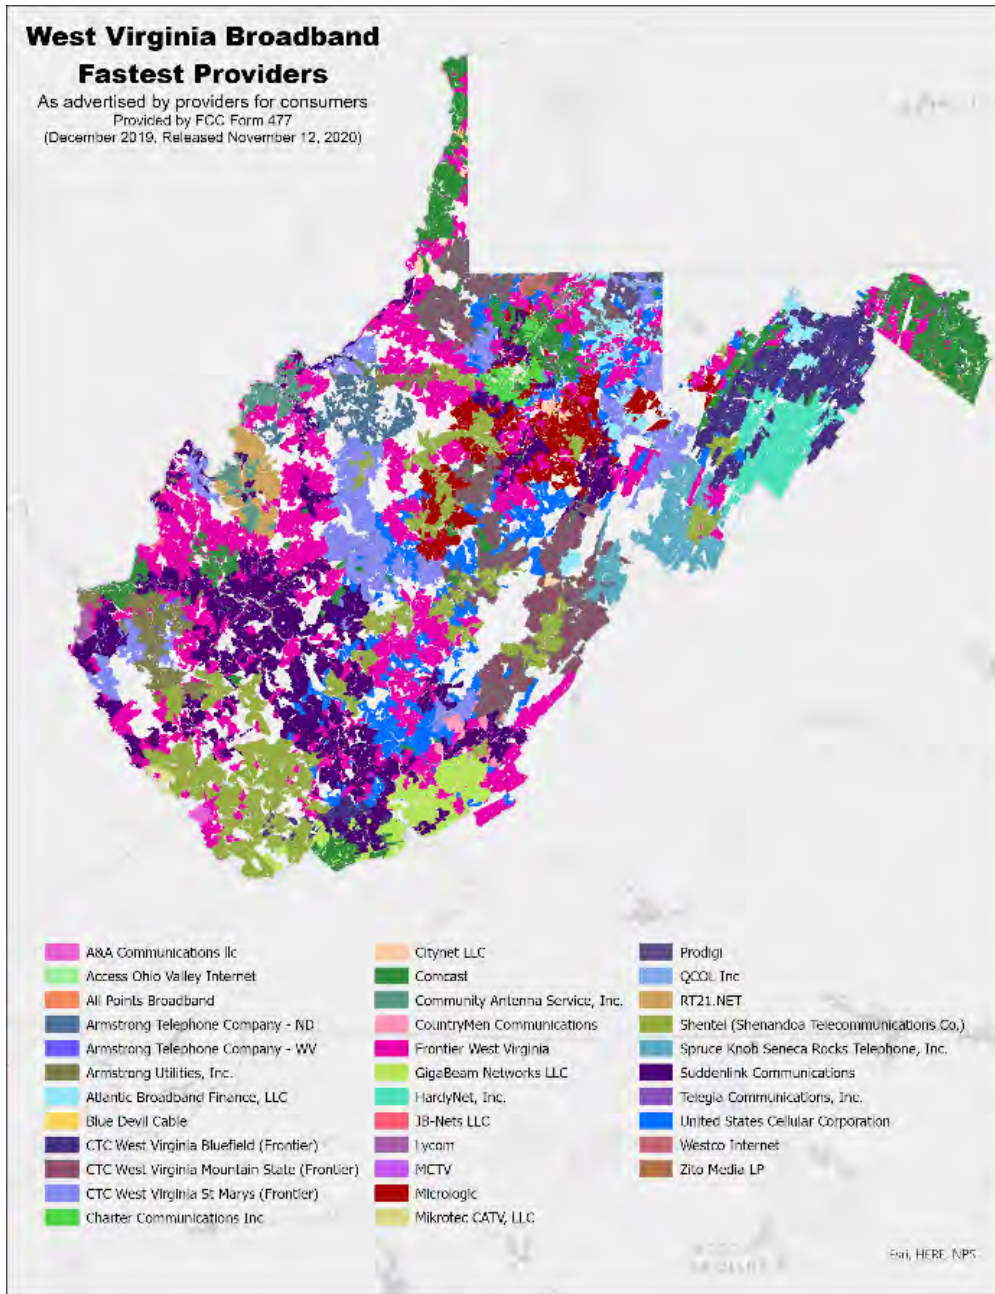 West Virginia Broadband
Fastest Providers
As advertised by providers for consumers
Provided by FCC Form 477
(December 2019, Released November 12, 2020)
A&A Communications llc
Access Ohio Valley Internet
All Points Broadband
Armstrong Telephone Company - ND
Armstrong Telephone Company - WV
Armstrong Utilities, Inc.
Atlantic Broadband Finance, LLC
Blue Devil Cable
CTC West Virginia Bluefield (Frontier)
CTC West Virginia Mountain State (Frontier)
CTC West Virginia St Marys (Frontier)
Charter Communications Inc
Citynet LLC
Comcast
Community Antenna Service, Inc.
CountryMen Communications
Frontier West Virginia
GigaBeam Networks LLC
HardyNet, Inc.
JB-Nets LLC
Lycom
MCTV
Micrologic
Mikrotec CATV, LLC
Prodigi
QCOL Inc
RT21.NET
Shentel (Shenandoa Telecommunications Co.)
Spruce Knob Seneca Rocks Telephone, Inc.
Suddenlink Communications
Telegia Communications, Inc.
United States Cellular Corporation
Westco Internet
Zito Media LP
Esri, HERE, NPS